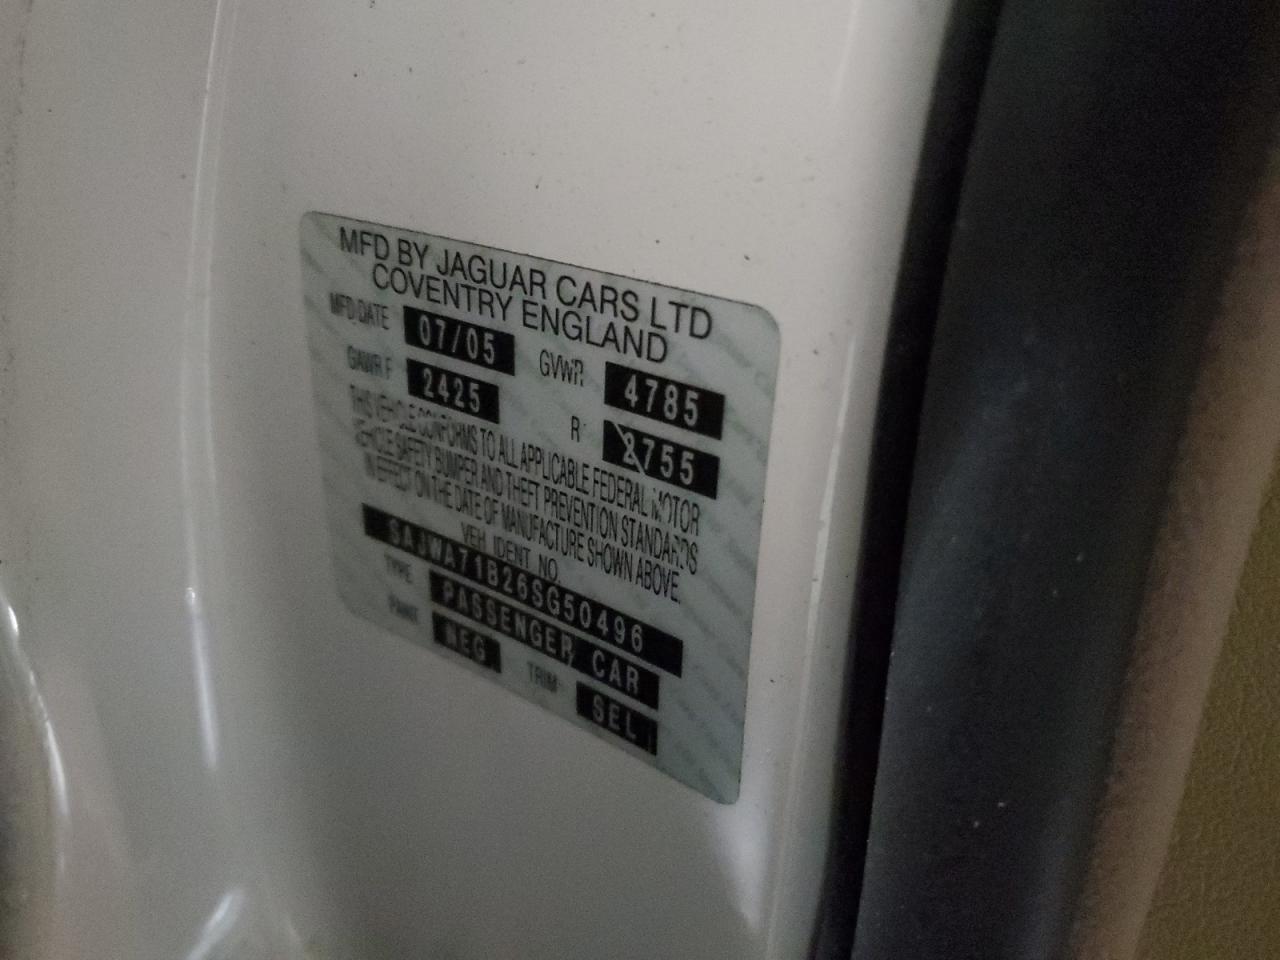 MFD BY JAGUAR CARS LTD
COVENTRY ENGLAND
MFD DATE 07/05 GVWR 4785
GAWR F 2425 R 2755
THIS VEHICLE CONFORMS TO ALL APPLICABLE FEDERAL MOTOR
VEHICLE SAFETY, BUMPER AND THEFT PREVENTION STANDARDS
IN EFFECT ON THE DATE OF MANUFACTURE SHOWN ABOVE.
VEH IDENT NO.
SAJWA71B26SG50496
TYPE PASSENGER CAR
PAINT NEG TRIM SEL